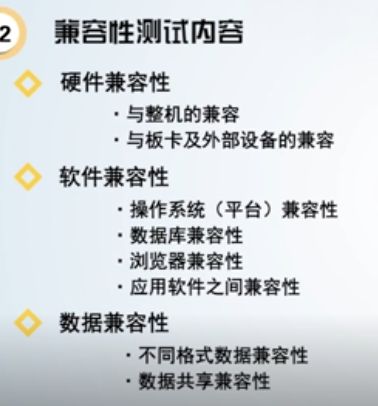 2
兼容性测试内容
硬件兼容性
·与整机的兼容
·与板卡及外部设备的兼容
软件兼容性
·操作系统（平台）兼容性
·数据库兼容性
·浏览器兼容性
·应用软件之间兼容性
数据兼容性
·不同格式数据兼容性
·数据共享兼容性